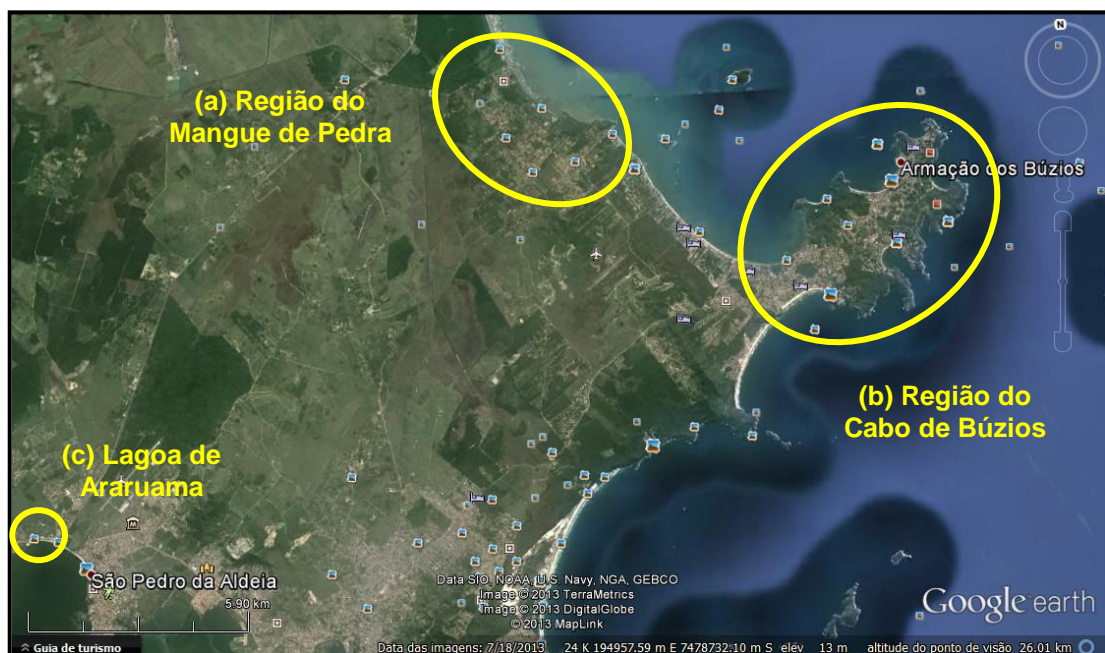 N
(a) Região do
Mangue de Pedra
Armação dos Búzios
(b) Região do
Cabo de Búzios
(c) Lagoa de
Araruama
M
São Pedro da Aldeia
5.90 km
Data SIO, NOAA, U.S. Navy, NGA, GEBCO
Image © 2013 TerraMetrics
Image © 2013 DigitalGlobe
© 2013 MapLink
Google earth
Guia de turismo
Data das imagens: 7/18/2013 24 K 194957.59 m E 7478732.10 m S elev 13 m altitude do ponto de visão 26.01 km